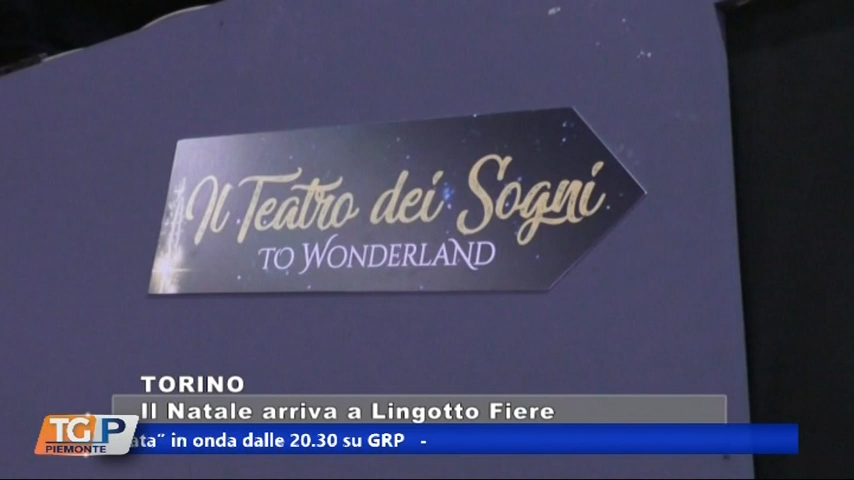 Il Teatro dei Sogni
TO WONDERLAND
TORINO
Il Natale arriva a Lingotto Fiere
TGP
PIEMONTE
ata" in onda dalle 20.30 su GRP -